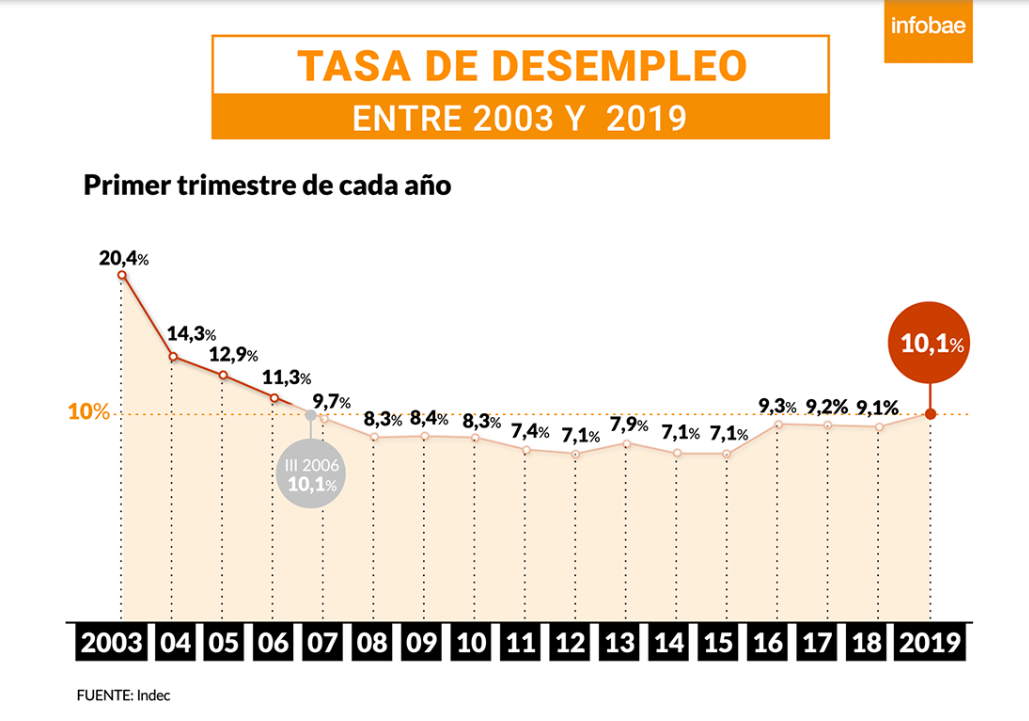 infobae
TASA DE DESEMPLEO
ENTRE 2003 Y 2019
Primer trimestre de cada año
20,4%
14,3%
12,9%
11,3%
9,7%
8,3%
8,4%
8,3%
7,4%
7,1%
7,9%
7,1%
7,1%
9,3%
9,2%
9,1%
10,1%
10%
III 2006
10,1%
2003 04 05 06 07 08 09 10 11 12 13 14 15 16 17 18 2019
FUENTE: Indec